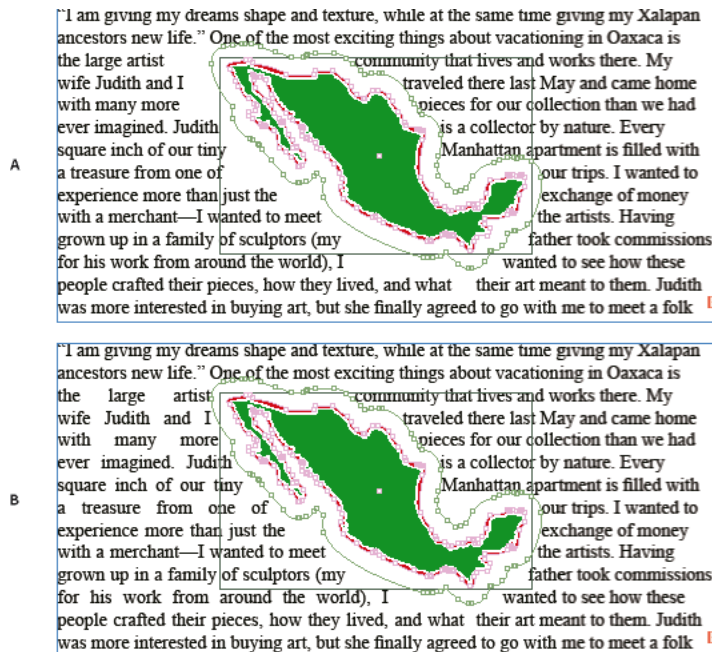 “I am giving my dreams shape and texture, while at the same time giving my Xalapan
ancestors new life.” One of the most exciting things about vacationing in Oaxaca is
the large artist community that lives and works there. My
wife Judith and I traveled there last May and came home
with many more pieces for our collection than we had
ever imagined. Judith is a collector by nature. Every
square inch of our tiny Manhattan apartment is filled with
A
a treasure from one of our trips. I wanted to
experience more than just the exchange of money
with a merchant—I wanted to meet the artists. Having
grown up in a family of sculptors (my father took commissions
for his work from around the world), I wanted to see how these
people crafted their pieces, how they lived, and what their art meant to them. Judith
was more interested in buying art, but she finally agreed to go with me to meet a folk
“I am giving my dreams shape and texture, while at the same time giving my Xalapan
ancestors new life.” One of the most exciting things about vacationing in Oaxaca is
the large artist community that lives and works there. My
wife Judith and I traveled there last May and came home
with many more pieces for our collection than we had
ever imagined. Judith is a collector by nature. Every
square inch of our tiny Manhattan apartment is filled with
B
a treasure from one of our trips. I wanted to
experience more than just the exchange of money
with a merchant—I wanted to meet the artists. Having
grown up in a family of sculptors (my father took commissions
for his work from around the world), I wanted to see how these
people crafted their pieces, how they lived, and what their art meant to them. Judith
was more interested in buying art, but she finally agreed to go with me to meet a folk